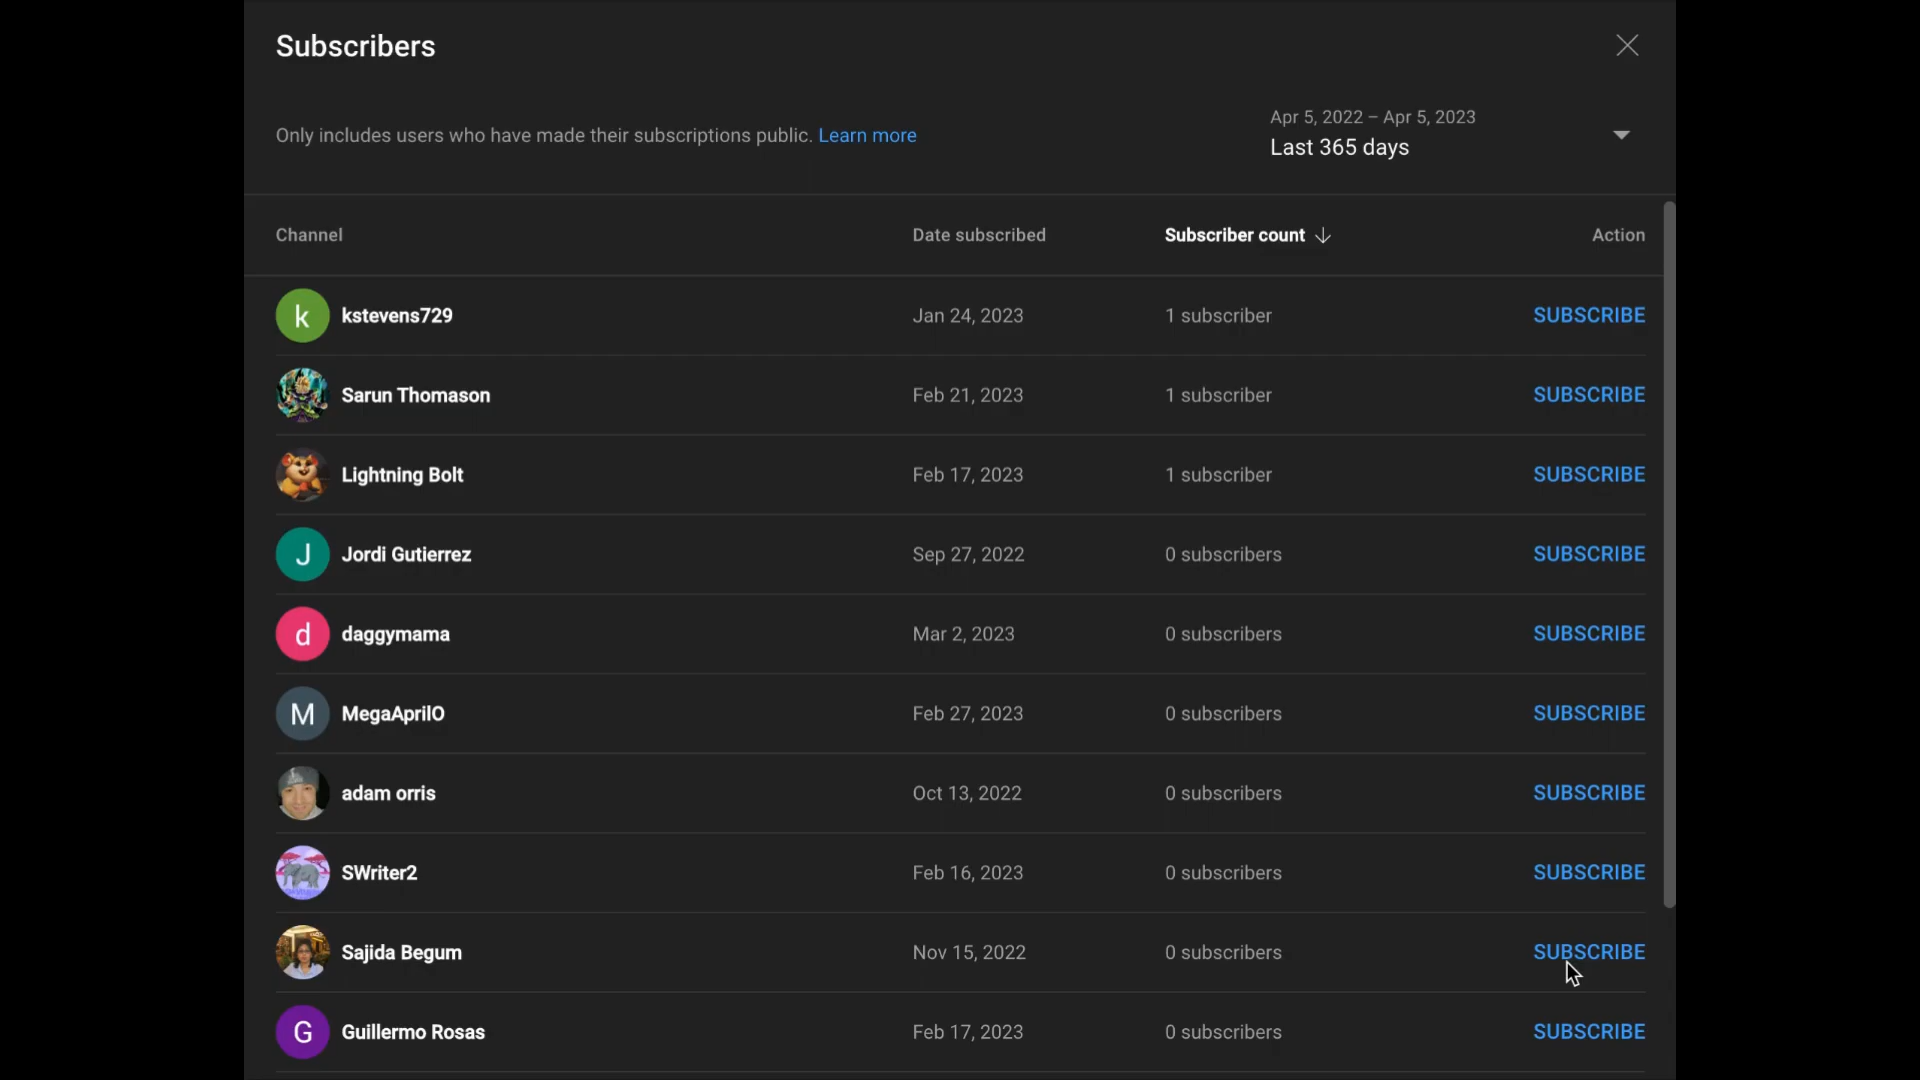 Subscribers
Only includes users who have made their subscriptions public. Learn more
Apr 5, 2022 – Apr 5, 2023
Last 365 days
Channel Date subscribed Subscriber count Action
k kstevens729 Jan 24, 2023 1 subscriber SUBSCRIBE
Sarun Thomason Feb 21, 2023 1 subscriber SUBSCRIBE
Lightning Bolt Feb 17, 2023 1 subscriber SUBSCRIBE
J Jordi Gutierrez Sep 27, 2022 0 subscribers SUBSCRIBE
d daggymama Mar 2, 2023 0 subscribers SUBSCRIBE
M MegaAprilO Feb 27, 2023 0 subscribers SUBSCRIBE
adam orris Oct 13, 2022 0 subscribers SUBSCRIBE
SWriter2 Feb 16, 2023 0 subscribers SUBSCRIBE
Sajida Begum Nov 15, 2022 0 subscribers SUBSCRIBE
G Guillermo Rosas Feb 17, 2023 0 subscribers SUBSCRIBE